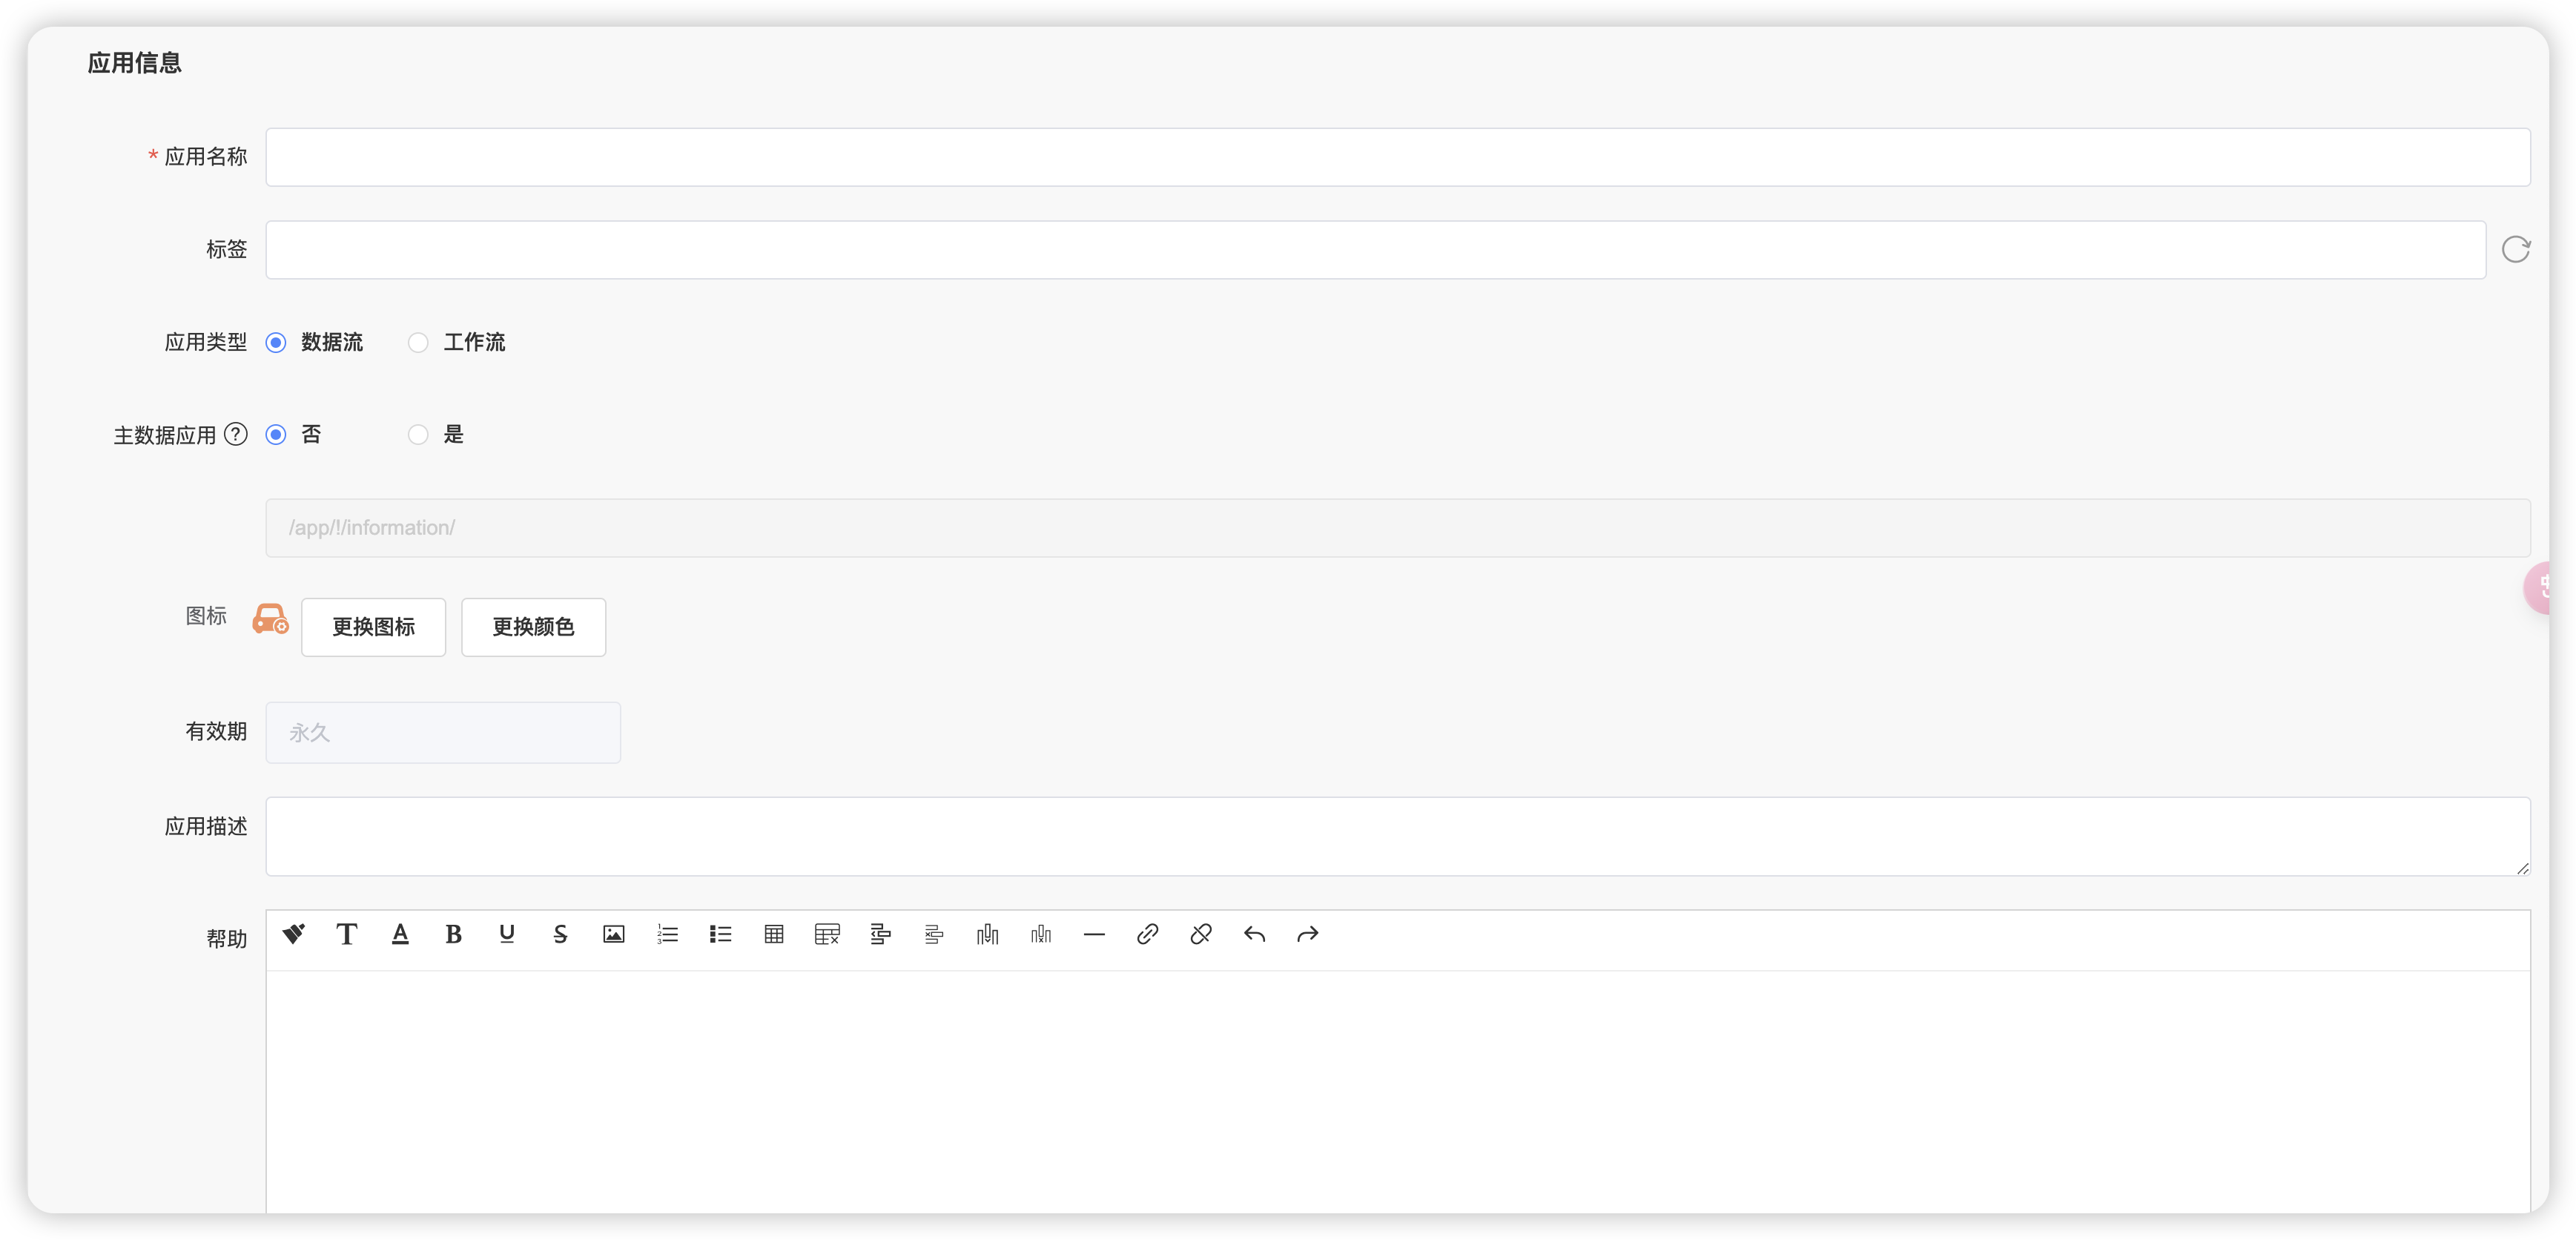 应用信息
* 应用名称
标签
应用类型 数据流 工作流
主数据应用 ? 否 是
/app/!/information/
图标 更换图标 更换颜色
有效期 永久
应用描述
帮助